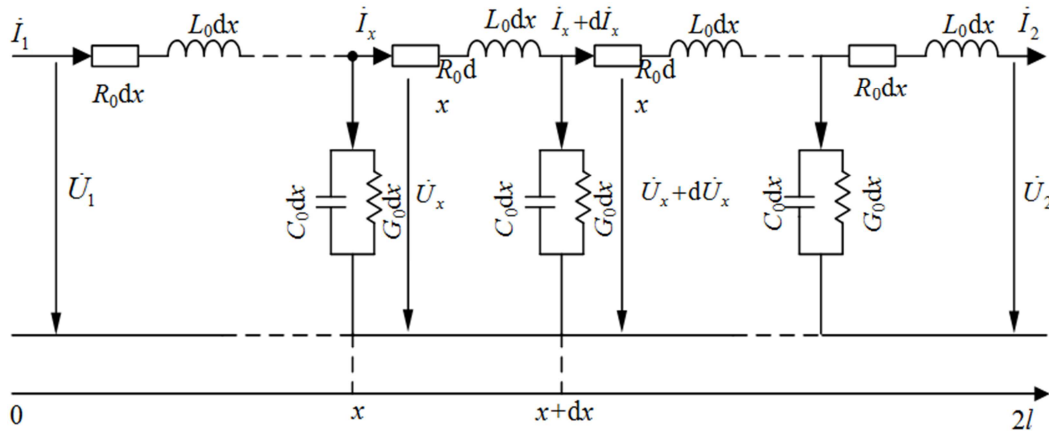 İ₁
L₀dx
İₓ
L₀dx
İₓ+dİₓ
L₀dx
L₀dx
İ₂
R₀dx
R₀d
x
R₀d
x
R₀dx
U̇₁
C₀dx
G₀dx
U̇ₓ
C₀dx
G₀dx
U̇ₓ+dU̇ₓ
C₀dx
G₀dx
U̇₂
0
x
x+dx
2l